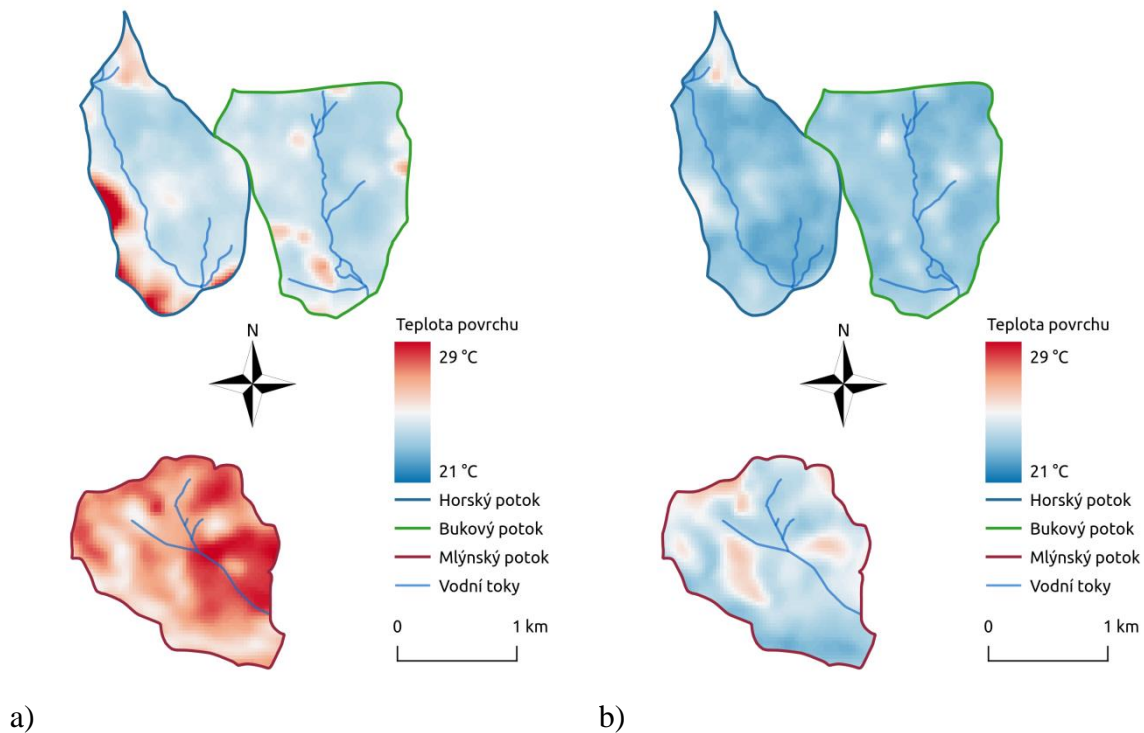 N
Teplota povrchu
29 °C
21 °C
Horský potok
Bukový potok
Mlýnský potok
Vodní toky
0 1 km
a)
N
Teplota povrchu
29 °C
21 °C
Horský potok
Bukový potok
Mlýnský potok
Vodní toky
0 1 km
b)